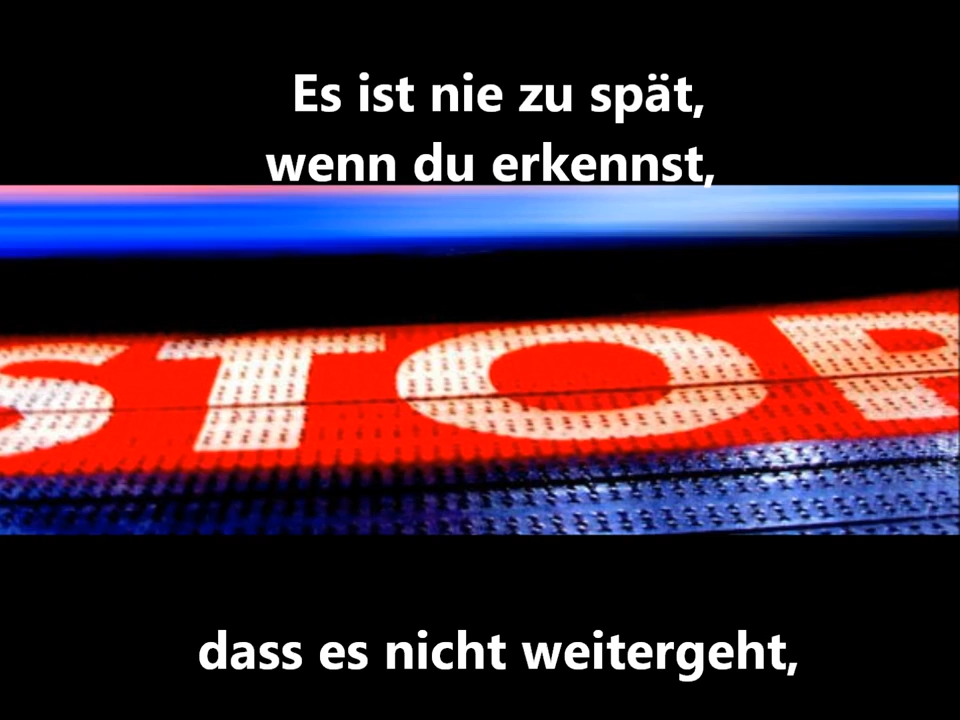 Es ist nie zu spät,
wenn du erkennst,
STOP
dass es nicht weitergeht,